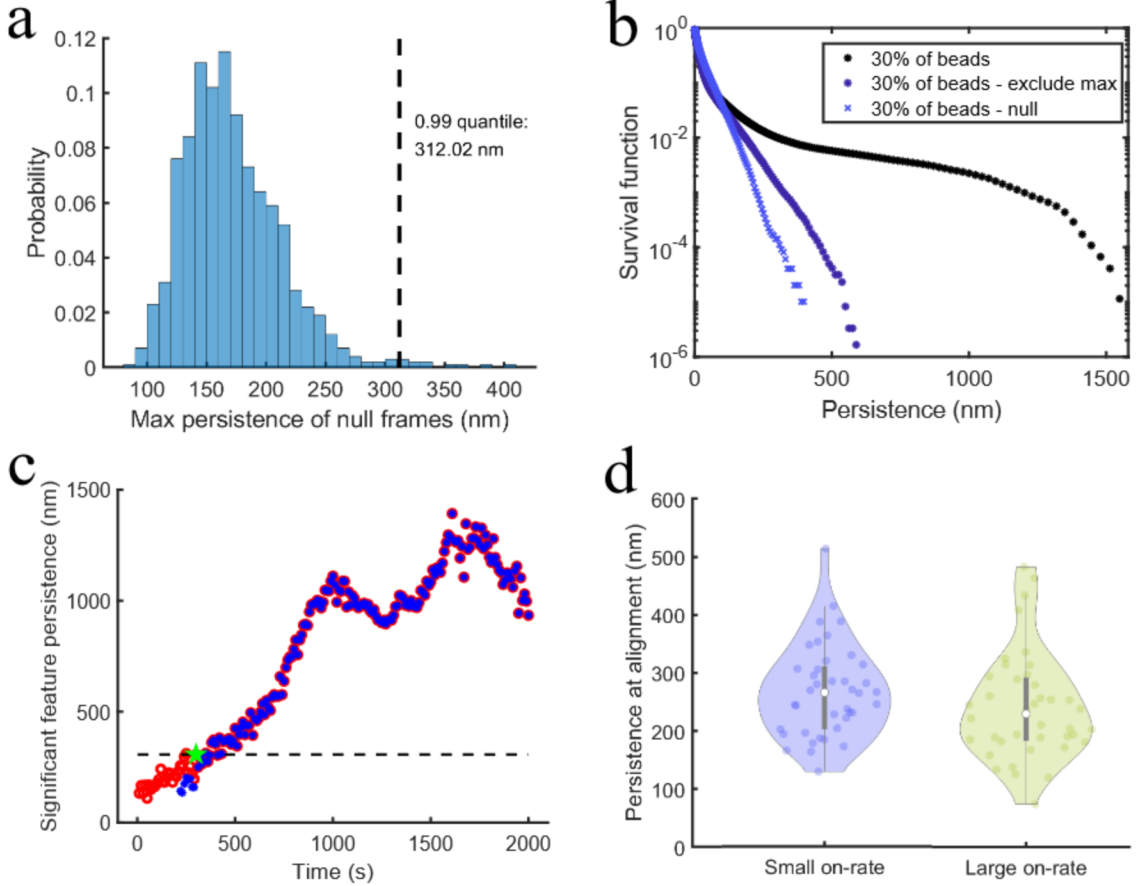 a
0.12
0.1
0.08
0.06
0.04
0.02
0
Probability
100
150
200
250
300
350
400
Max persistence of null frames (nm)
0.99 quantile:
312.02 nm
b
10^0
10^-2
10^-4
10^-6
Survival function
0
500
1000
1500
Persistence (nm)
30% of beads
30% of beads - exclude max
30% of beads - null
c
1500
1000
500
0
Significant feature persistence (nm)
0
500
1000
1500
2000
Time (s)
d
600
500
400
300
200
100
0
Persistence at alignment (nm)
Small on-rate
Large on-rate